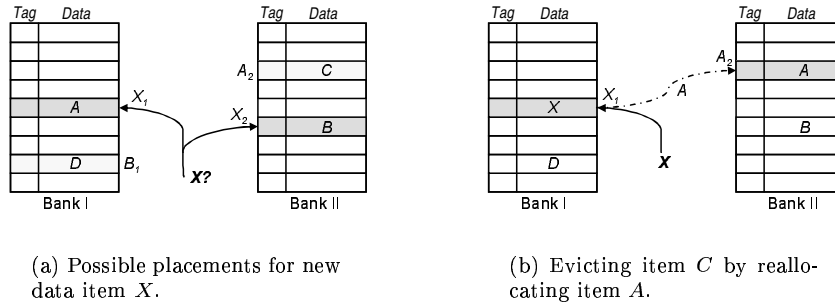 Tag Data
A
D
Bank I
X1
B1
X?
Tag Data
A2
C
X2
B
Bank II
(a) Possible placements for new
data item X.
Tag Data
X
D
Bank I
X1
A
X
Tag Data
A2
A
B
Bank II
(b) Evicting item C by reallo-
cating item A.